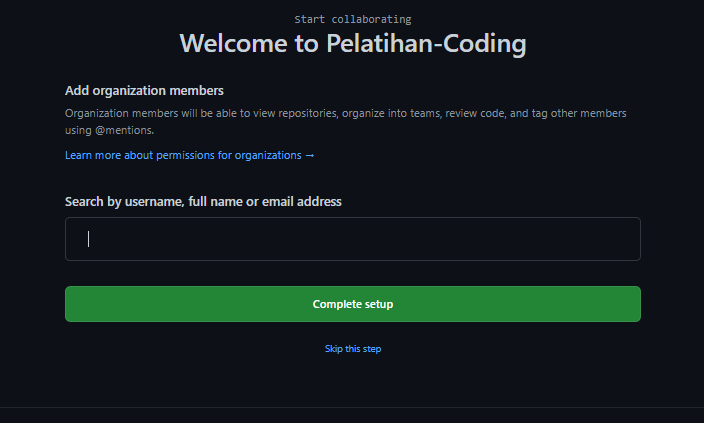 Start collaborating
Welcome to Pelatihan-Coding
Add organization members
Organization members will be able to view repositories, organize into teams, review code, and tag other members
using @mentions.
Learn more about permissions for organizations →
Search by username, full name or email address
Complete setup
Skip this step